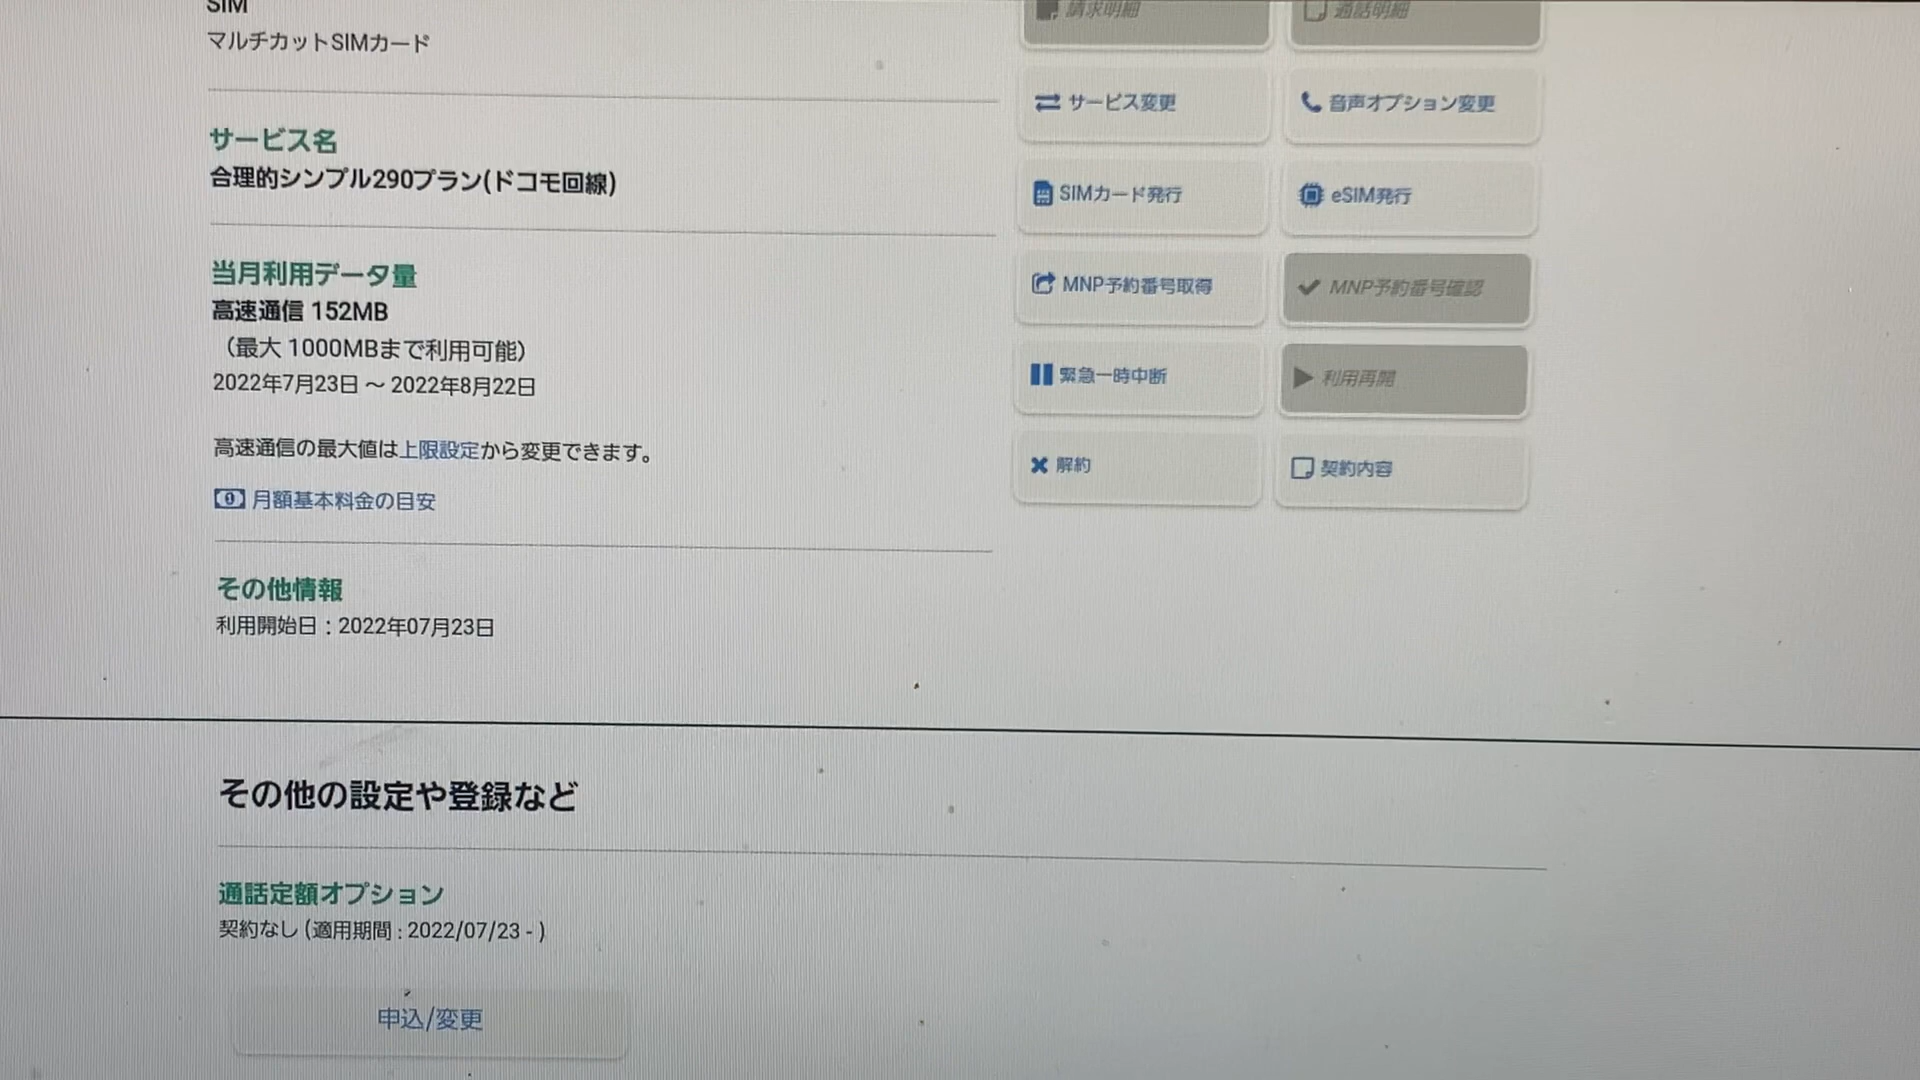 SIM
マルチカットSIMカード
サービス名
合理的シンプル290プラン(ドコモ回線)
当月利用データ量
高速通信 152MB
（最大 1000MBまで利用可能）
2022年7月23日 〜 2022年8月22日
高速通信の最大値は上限設定から変更できます。
月額基本料金の目安
その他情報
利用開始日：2022年07月23日
請求明細
通話明細
サービス変更
音声オプション変更
SIMカード発行
eSIM発行
MNP予約番号取得
MNP予約番号確認
緊急一時中断
利用再開
解約
契約内容
その他の設定や登録など
通話定額オプション
契約なし (適用期間 : 2022/07/23 - )
申込/変更